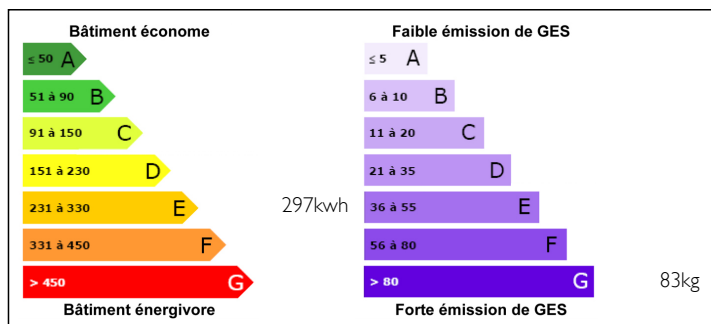 Bâtiment économe
≤ 50 A
51 à 90 B
91 à 150 C
151 à 230 D
231 à 330 E
297kwh
331 à 450 F
> 450 G
Bâtiment énergivore
Faible émission de GES
≤ 5 A
6 à 10 B
11 à 20 C
21 à 35 D
36 à 55 E
56 à 80 F
> 80 G
83kg
Forte émission de GES